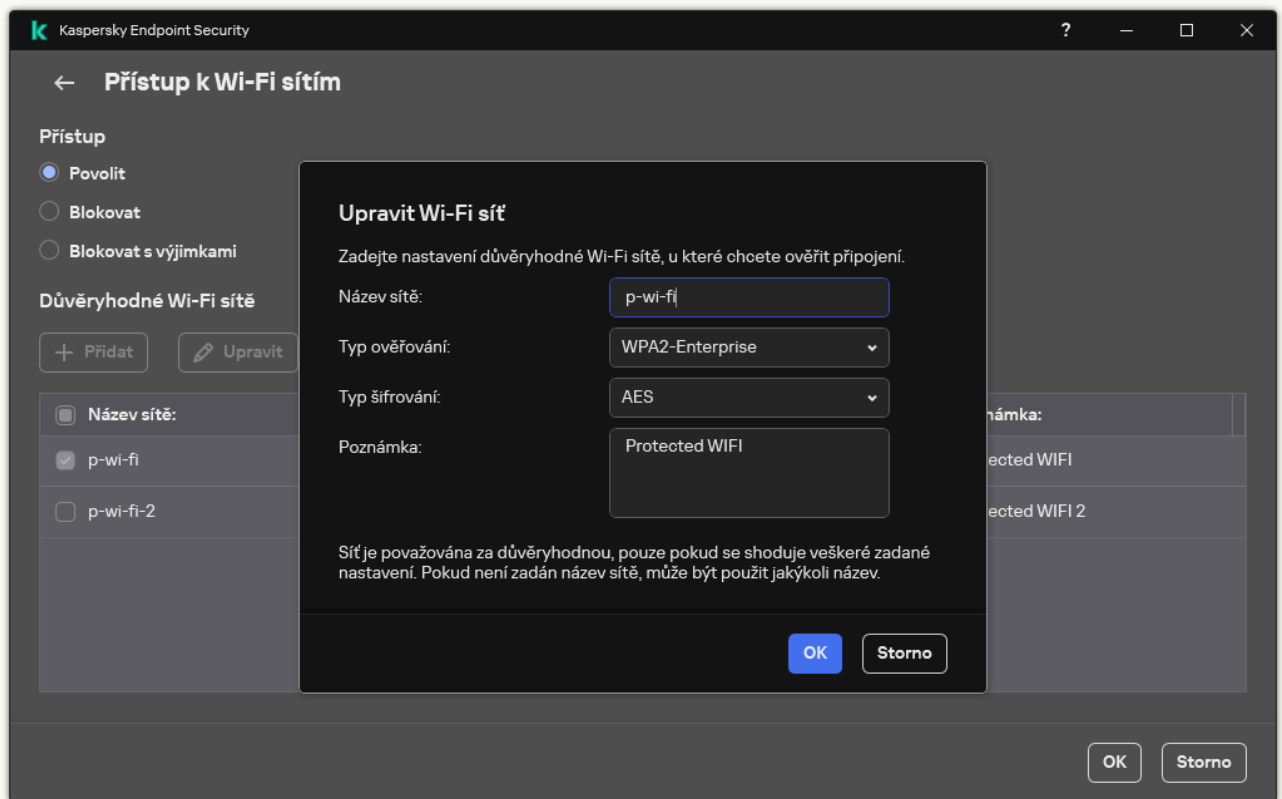 Kaspersky Endpoint Security
?
Přístup k Wi-Fi sítím
Přístup
Povolit
Blokovat
Blokovat s výjimkami
Důvěryhodné Wi-Fi sítě
Přidat
Upravit
Název sítě:
p-wi-fi
p-wi-fi-2
Upravit Wi-Fi síť
Zadejte nastavení důvěryhodné Wi-Fi sítě, u které chcete ověřit připojení.
Název sítě: p-wi-fi
Typ ověřování: WPA2-Enterprise
Typ šifrování: AES
Poznámka: Protected WIFI
Síť je považována za důvěryhodnou, pouze pokud se shoduje veškeré zadané
nastavení. Pokud není zadán název sítě, může být použit jakýkoli název.
OK Storno
námka:
ected WIFI
ected WIFI 2
OK Storno